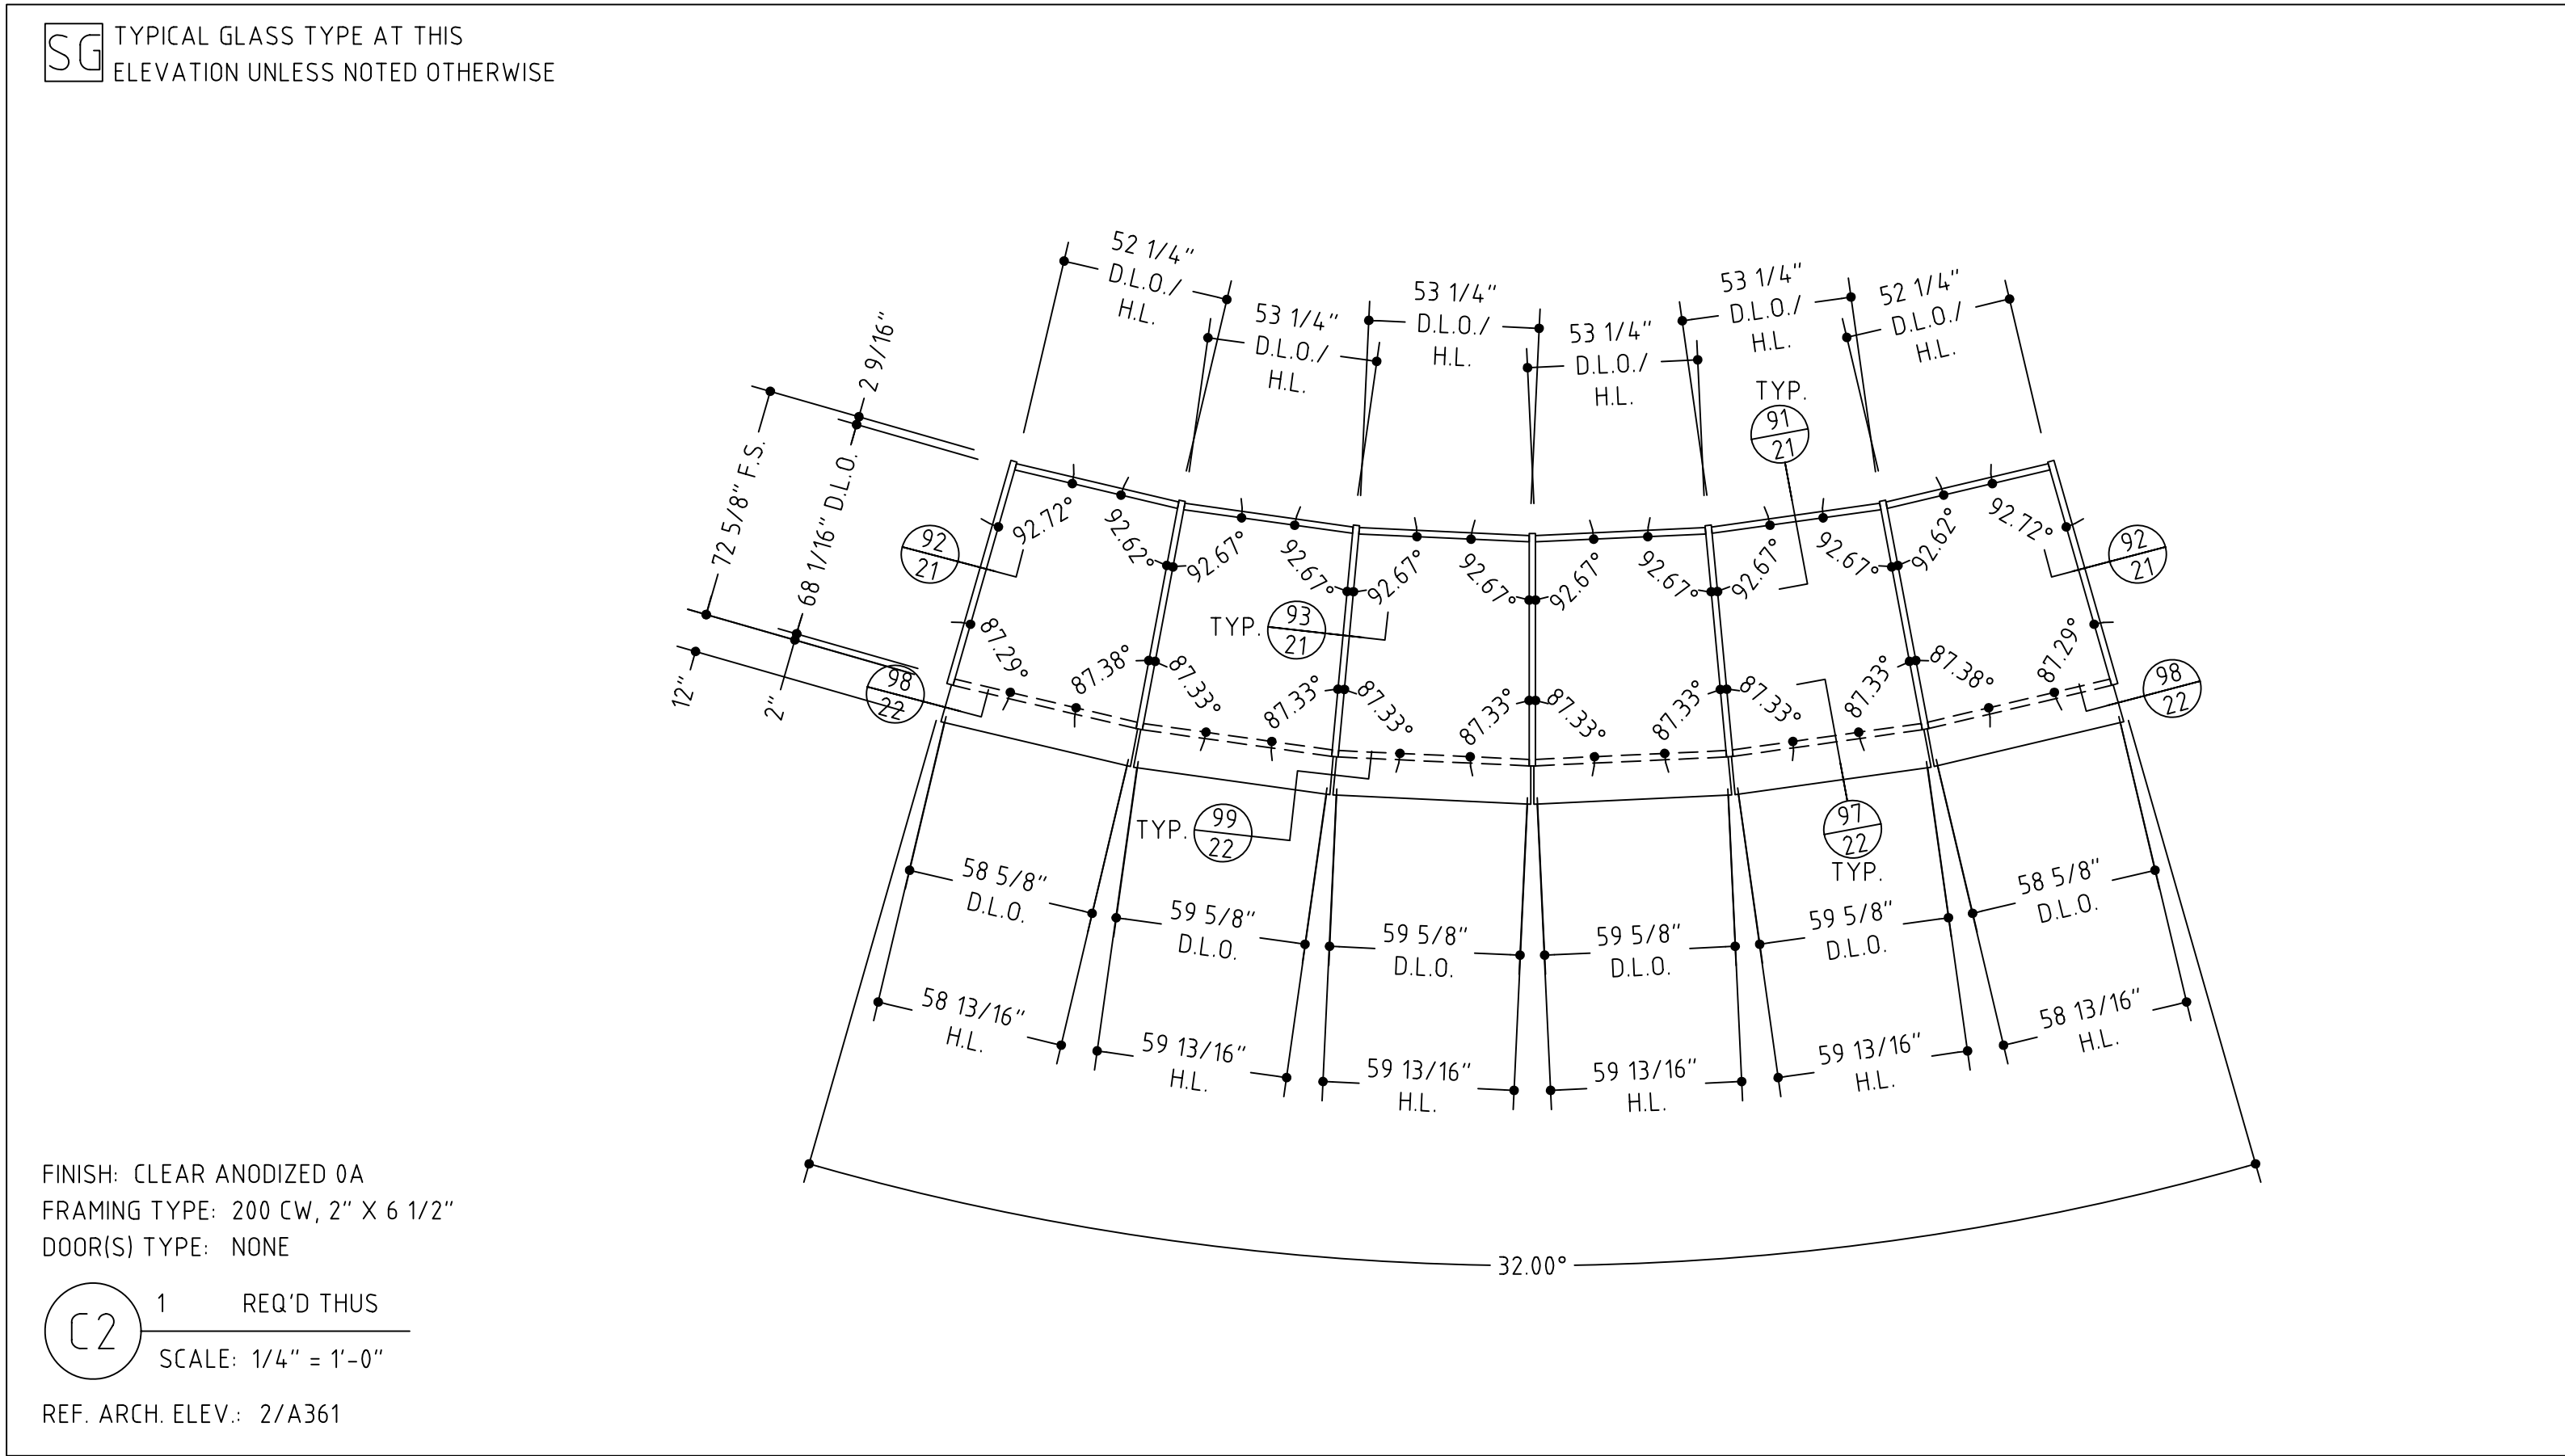 SG
TYPICAL GLASS TYPE AT THIS
ELEVATION UNLESS NOTED OTHERWISE
52 1/4"
D.L.O./
H.L.
53 1/4"
D.L.O./
H.L.
53 1/4"
D.L.O./
H.L.
53 1/4"
D.L.O./
H.L.
53 1/4"
D.L.O./
H.L.
52 1/4"
D.L.O./
H.L.
2 9/16"
72 5/8" F.S.
68 1/16" D.L.O.
12"
2"
TYP.
91
21
92
21
92
21
TYP.
93
21
92.72°
92.62°
92.67°
92.67°
92.67°
92.67°
92.67°
92.67°
92.67°
92.67°
92.62°
92.72°
87.29°
87.38°
87.33°
87.33°
87.33°
87.33°
87.33°
87.33°
87.33°
87.33°
87.38°
87.29°
98
22
98
22
TYP.
99
22
97
22
TYP.
58 5/8"
D.L.O.
59 5/8"
D.L.O.
59 5/8"
D.L.O.
59 5/8"
D.L.O.
59 5/8"
D.L.O.
58 5/8"
D.L.O.
58 13/16"
H.L.
59 13/16"
H.L.
59 13/16"
H.L.
59 13/16"
H.L.
59 13/16"
H.L.
58 13/16"
H.L.
32.00°
FINISH: CLEAR ANODIZED 0A
FRAMING TYPE: 200 CW, 2" X 6 1/2"
DOOR(S) TYPE: NONE
C2
1 REQ'D THUS
SCALE: 1/4" = 1'-0"
REF. ARCH. ELEV.: 2/A361